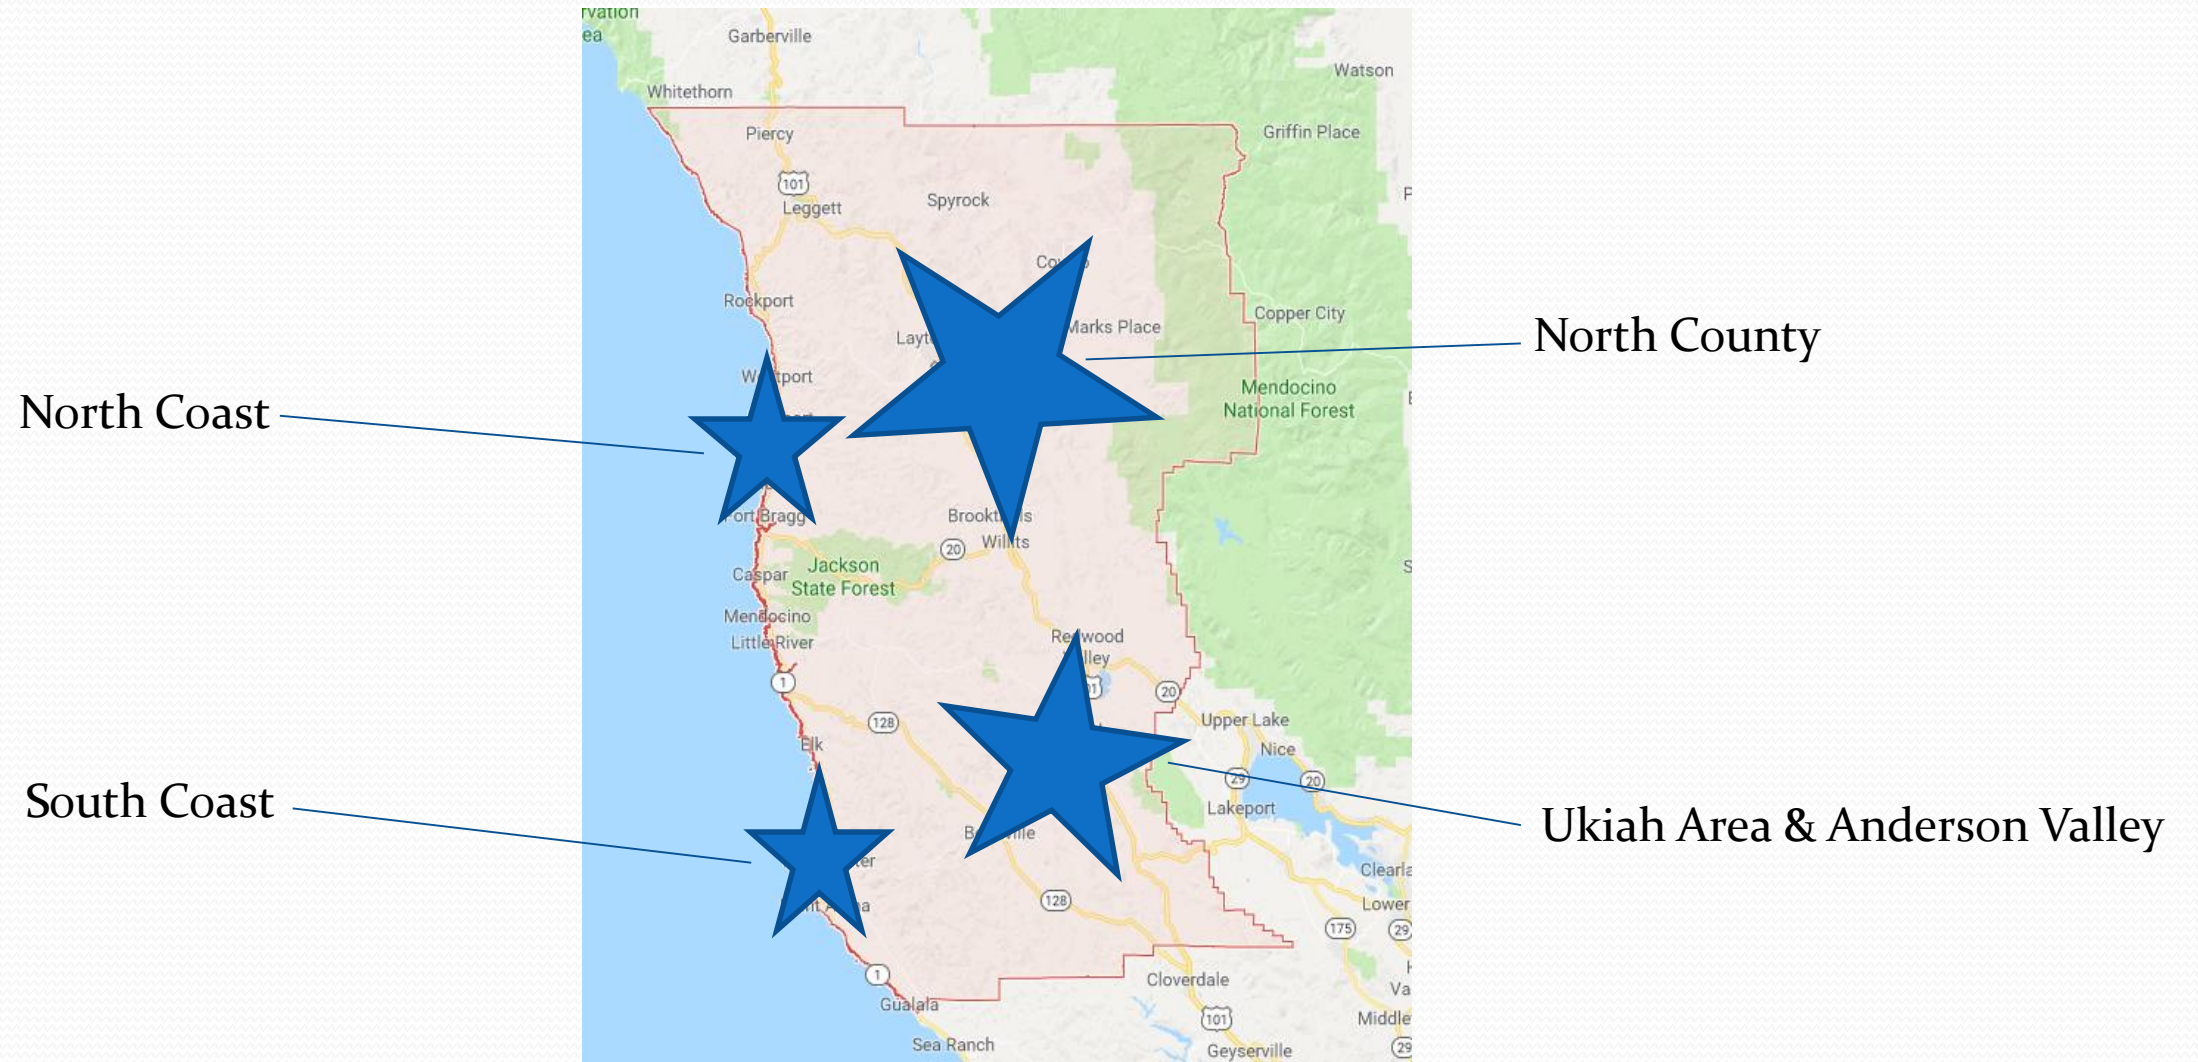 Garberville
Watson
Whitethorn
Piercy
Griffin Place
101
Leggett
Spyrock
Rockport
Copper City
Marks Place
North County
Mendocino
National Forest
North Coast
Fort Bragg
Willits
20
Jackson
State Forest
Caspar
Mendocino
Little River
Redwood
1
20
128
Upper Lake
Elk
Nice
29
20
South Coast
Lakeport
Ukiah Area & Anderson Valley
128
175
29
Lower
1
Cloverdale
Gualala
101
Sea Ranch
Geyserville
29